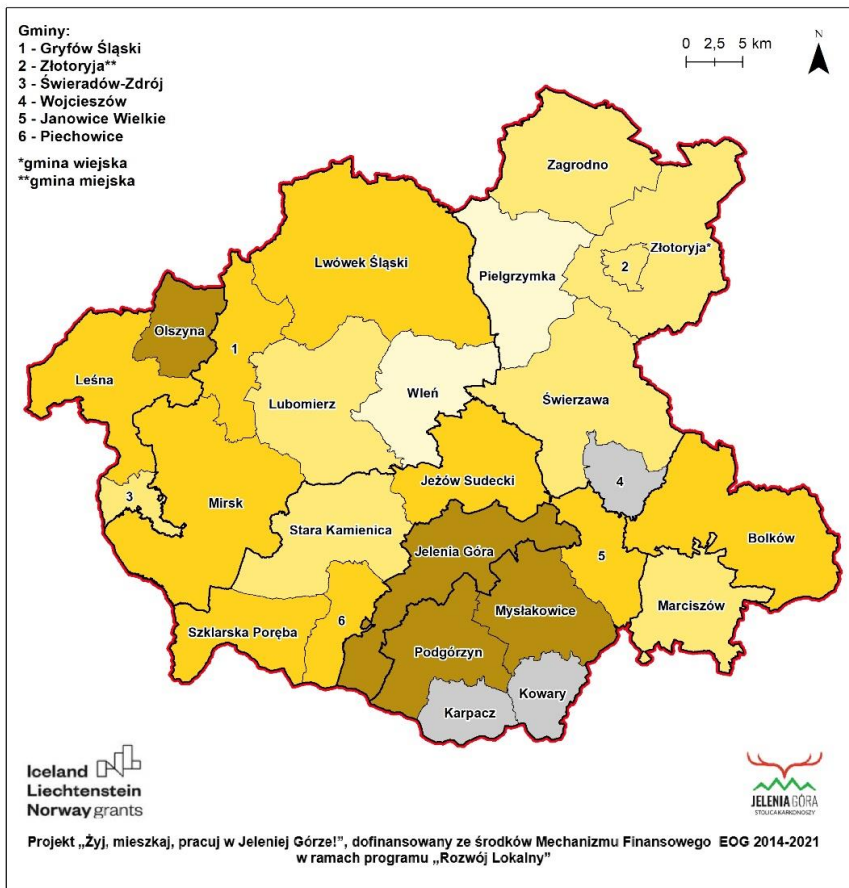 Gminy:
1 - Gryfów Śląski
2 - Złotoryja**
3 - Świeradów-Zdrój
4 - Wojcieszów
5 - Janowice Wielkie
6 - Piechowice
*gmina wiejska
**gmina miejska
0 2,5 5 km
N
Zagrodno
Złotoryja*
2
Pielgrzymka
Lwówek Śląski
Olszyna
1
Leśna
Lubomierz
Wleń
Świerzawa
4
Jeżów Sudecki
3
Mirsk
Stara Kamienica
Jelenia Góra
Bolków
5
Mysłakowice
Marciszów
6
Szklarska Poręba
Podgórzyn
Kowary
Karpacz
Iceland
Liechtenstein
Norway grants
JELENIA GÓRA
STOLICA KARKONOSZY
Projekt „Żyj, mieszkaj, pracuj w Jeleniej Górze!”, dofinansowany ze środków Mechanizmu Finansowego EOG 2014-2021
w ramach programu „Rozwój Lokalny”